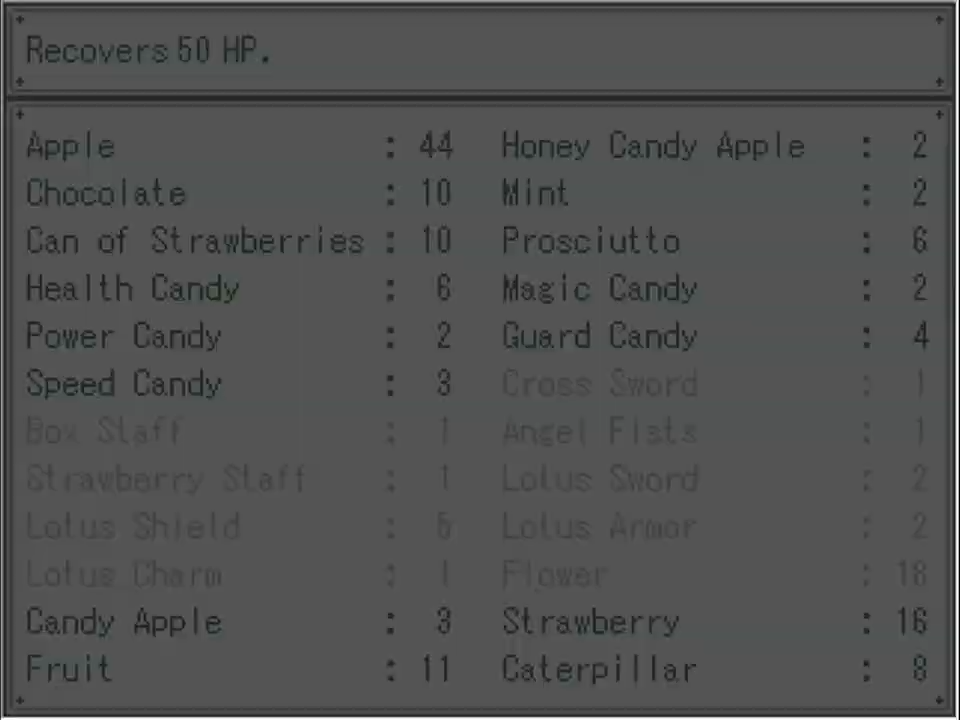 Recovers 50 HP.
Apple : 44 Honey Candy Apple : 2
Chocolate : 10 Mint : 2
Can of Strawberries : 10 Prosciutto : 6
Health Candy : 6 Magic Candy : 2
Power Candy : 2 Guard Candy : 4
Speed Candy : 3 Cross Sword : 1
Box Staff : 1 Angel Fists : 1
Strawberry Staff : 1 Lotus Sword : 2
Lotus Shield : 5 Lotus Armor : 2
Lotus Charm : 1 Flower : 18
Candy Apple : 3 Strawberry : 16
Fruit : 11 Caterpillar : 8